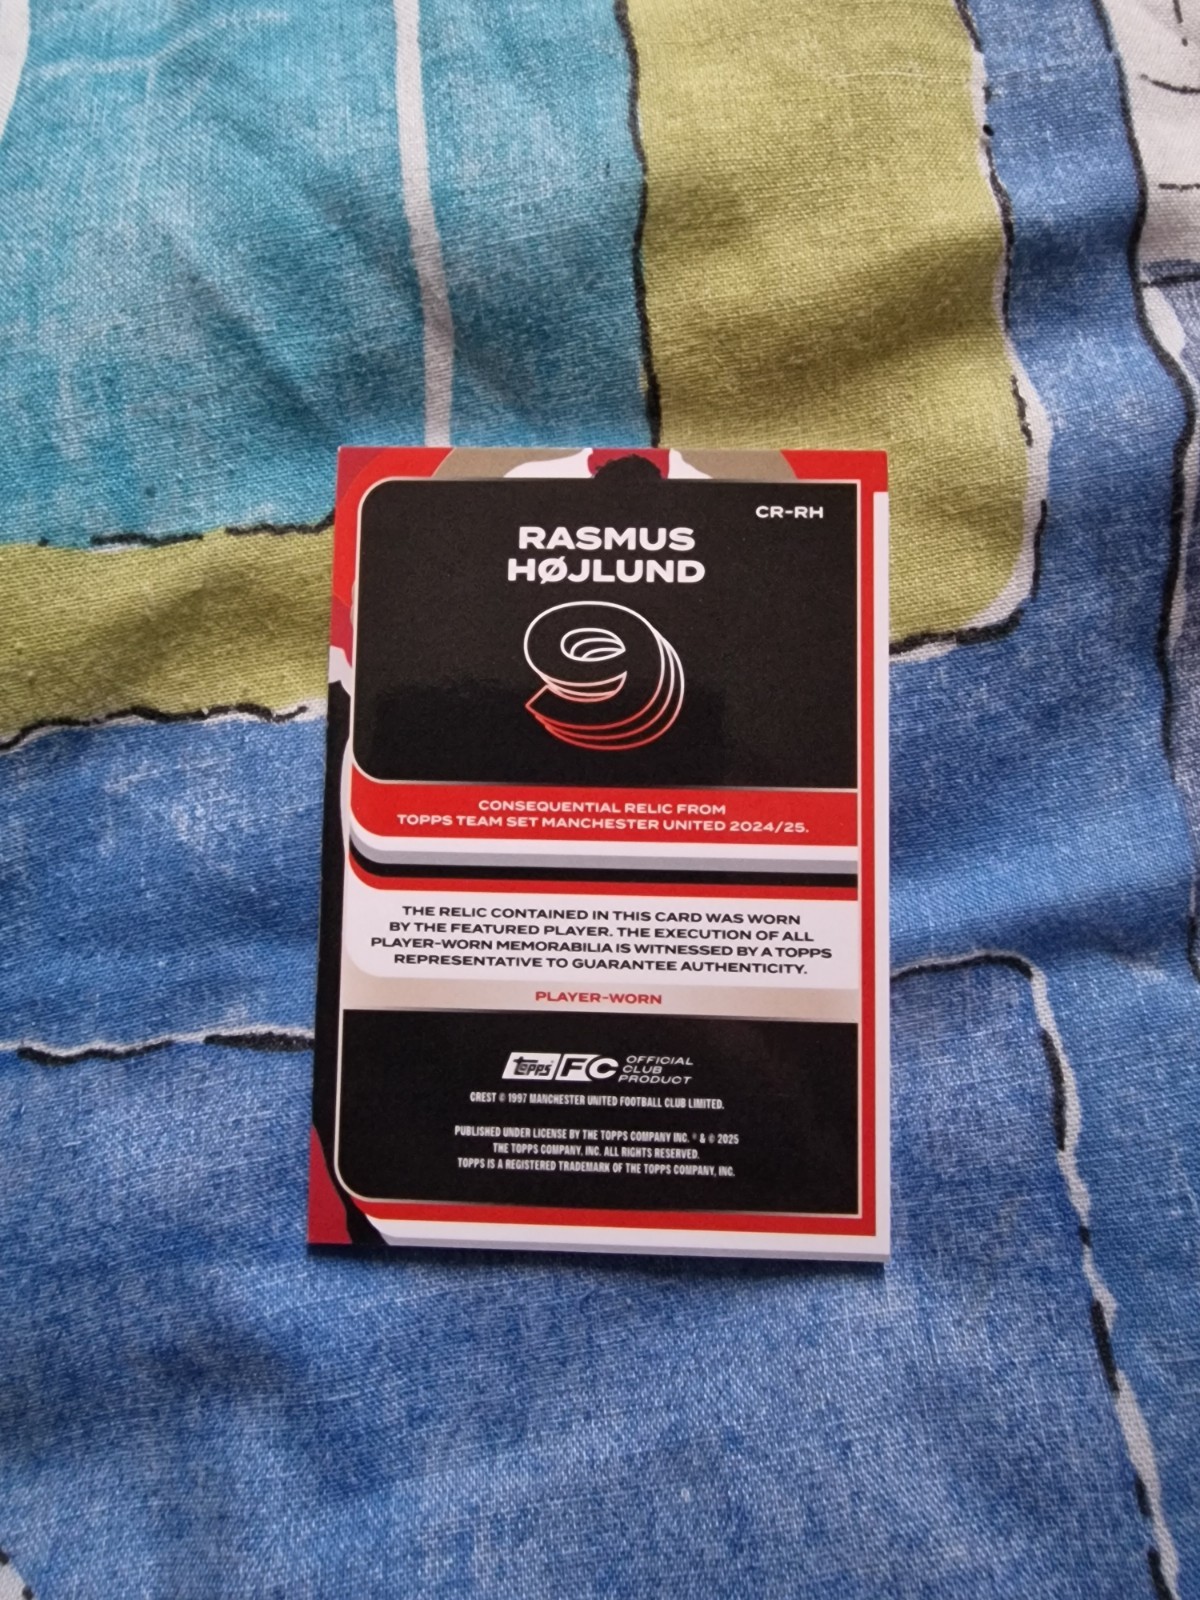 CR-RH
RASMUS
HØJLUND
9
CONSEQUENTIAL RELIC FROM
TOPPS TEAM SET MANCHESTER UNITED 2024/25.
THE RELIC CONTAINED IN THIS CARD WAS WORN
BY THE FEATURED PLAYER. THE EXECUTION OF ALL
PLAYER-WORN MEMORABILIA IS WITNESSED BY A TOPPS
REPRESENTATIVE TO GUARANTEE AUTHENTICITY.
PLAYER-WORN
Topps FC OFFICIAL
CLUB
PRODUCT
CREST © 1997 MANCHESTER UNITED FOOTBALL CLUB LIMITED.
PUBLISHED UNDER LICENSE BY THE TOPPS COMPANY INC. ® & © 2025
THE TOPPS COMPANY, INC. ALL RIGHTS RESERVED.
TOPPS IS A REGISTERED TRADEMARK OF THE TOPPS COMPANY, INC.